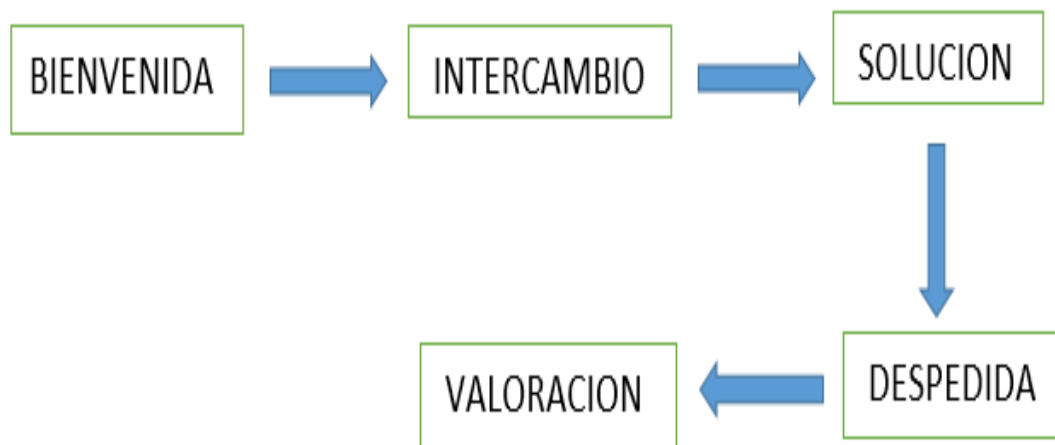 BIENVENIDA
INTERCAMBIO
SOLUCION
DESPEDIDA
VALORACION